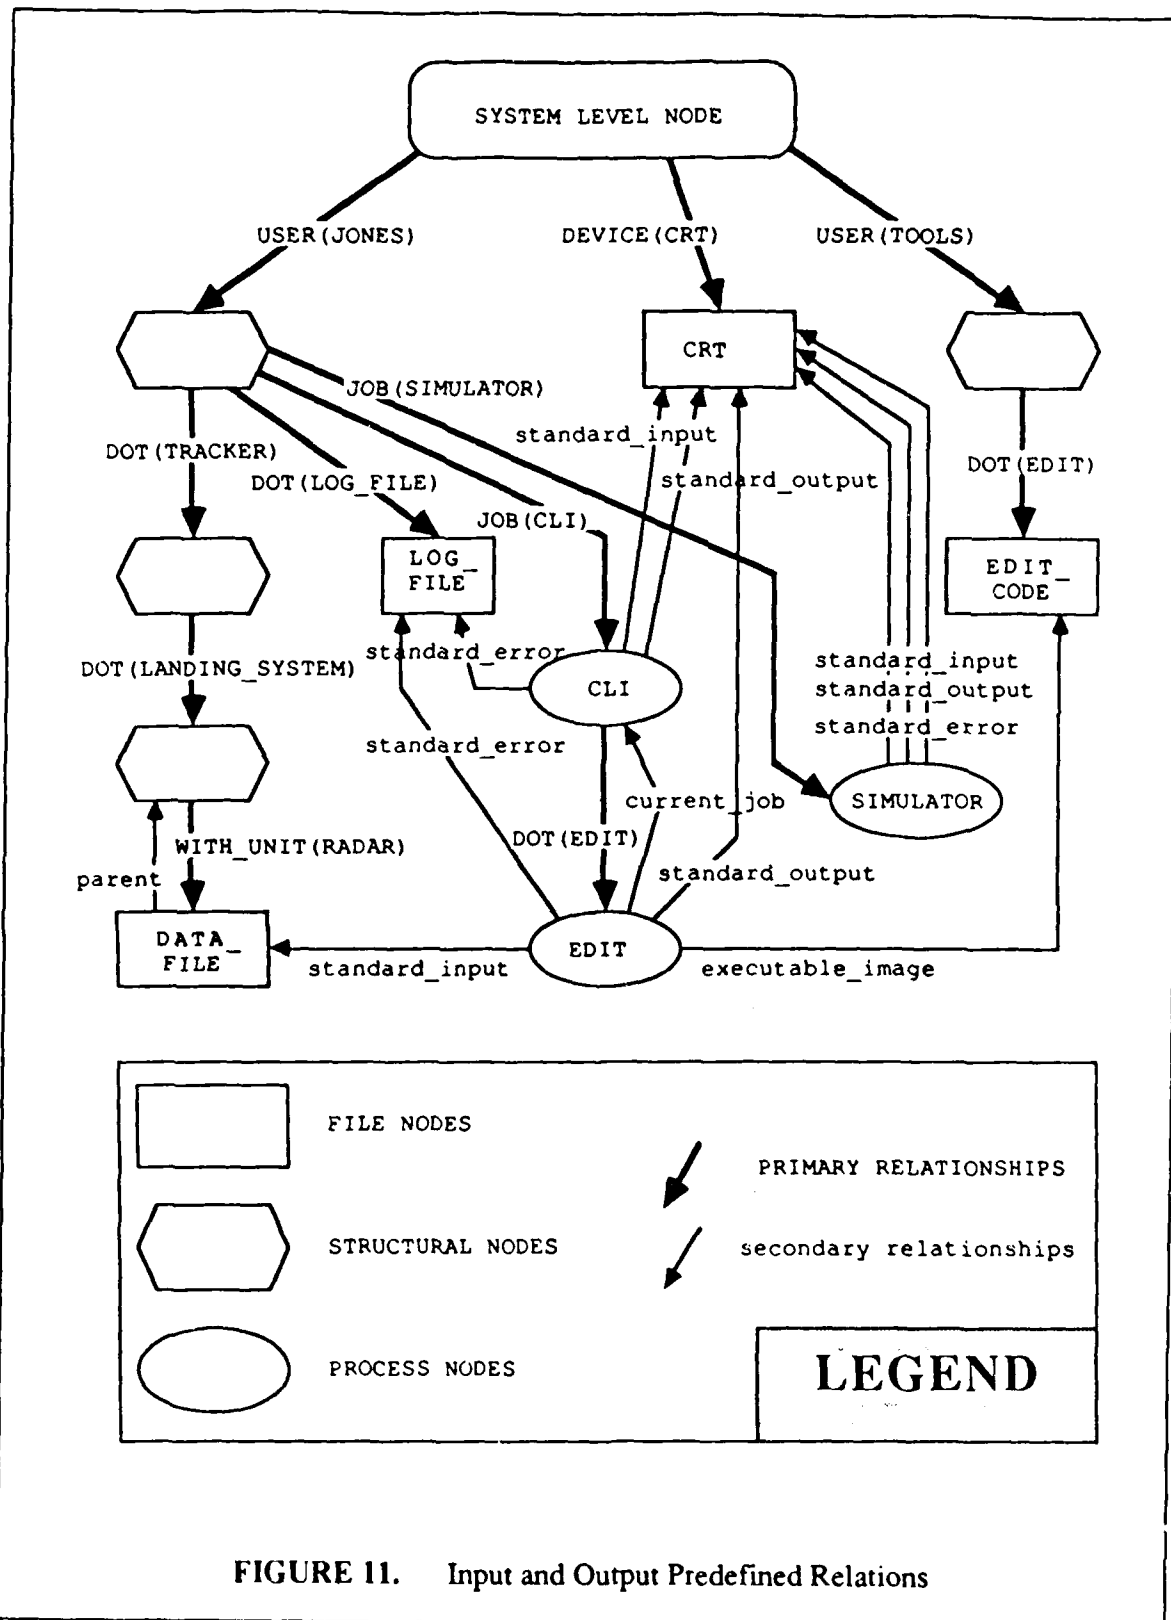 SYSTEM LEVEL NODE
USER(JONES)
DEVICE(CRT)
USER(TOOLS)
CRT
JOB(SIMULATOR)
standard_input
DOT(TRACKER)
DOT(LOG_FILE)
standard_output
DOT(EDIT)
JOB(CLI)
LOG_
FILE
EDIT_
CODE
standard_error
DOT(LANDING_SYSTEM)
CLI
standard_input
standard_output
standard_error
standard_error
current_job
SIMULATOR
DOT(EDIT)
WITH_UNIT(RADAR)
parent
standard_output
DATA_
FILE
EDIT
standard_input
executable_image
FILE NODES
PRIMARY RELATIONSHIPS
STRUCTURAL NODES
secondary relationships
PROCESS NODES
LEGEND
FIGURE 11. Input and Output Predefined Relations